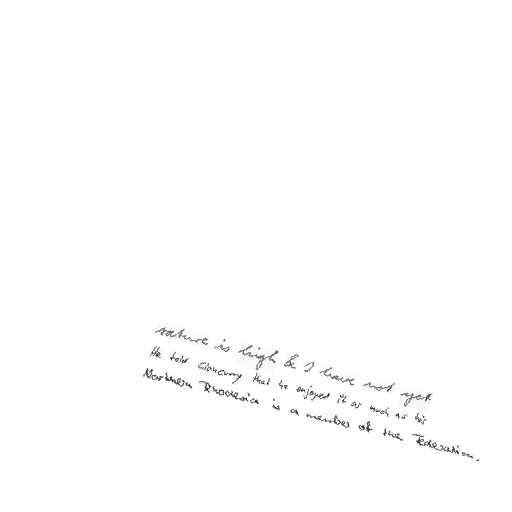 nature is high & I have not yet
He told Cloncurry that he enjoyed it as much as his
Northern Rhodesia is a member of the Federation.